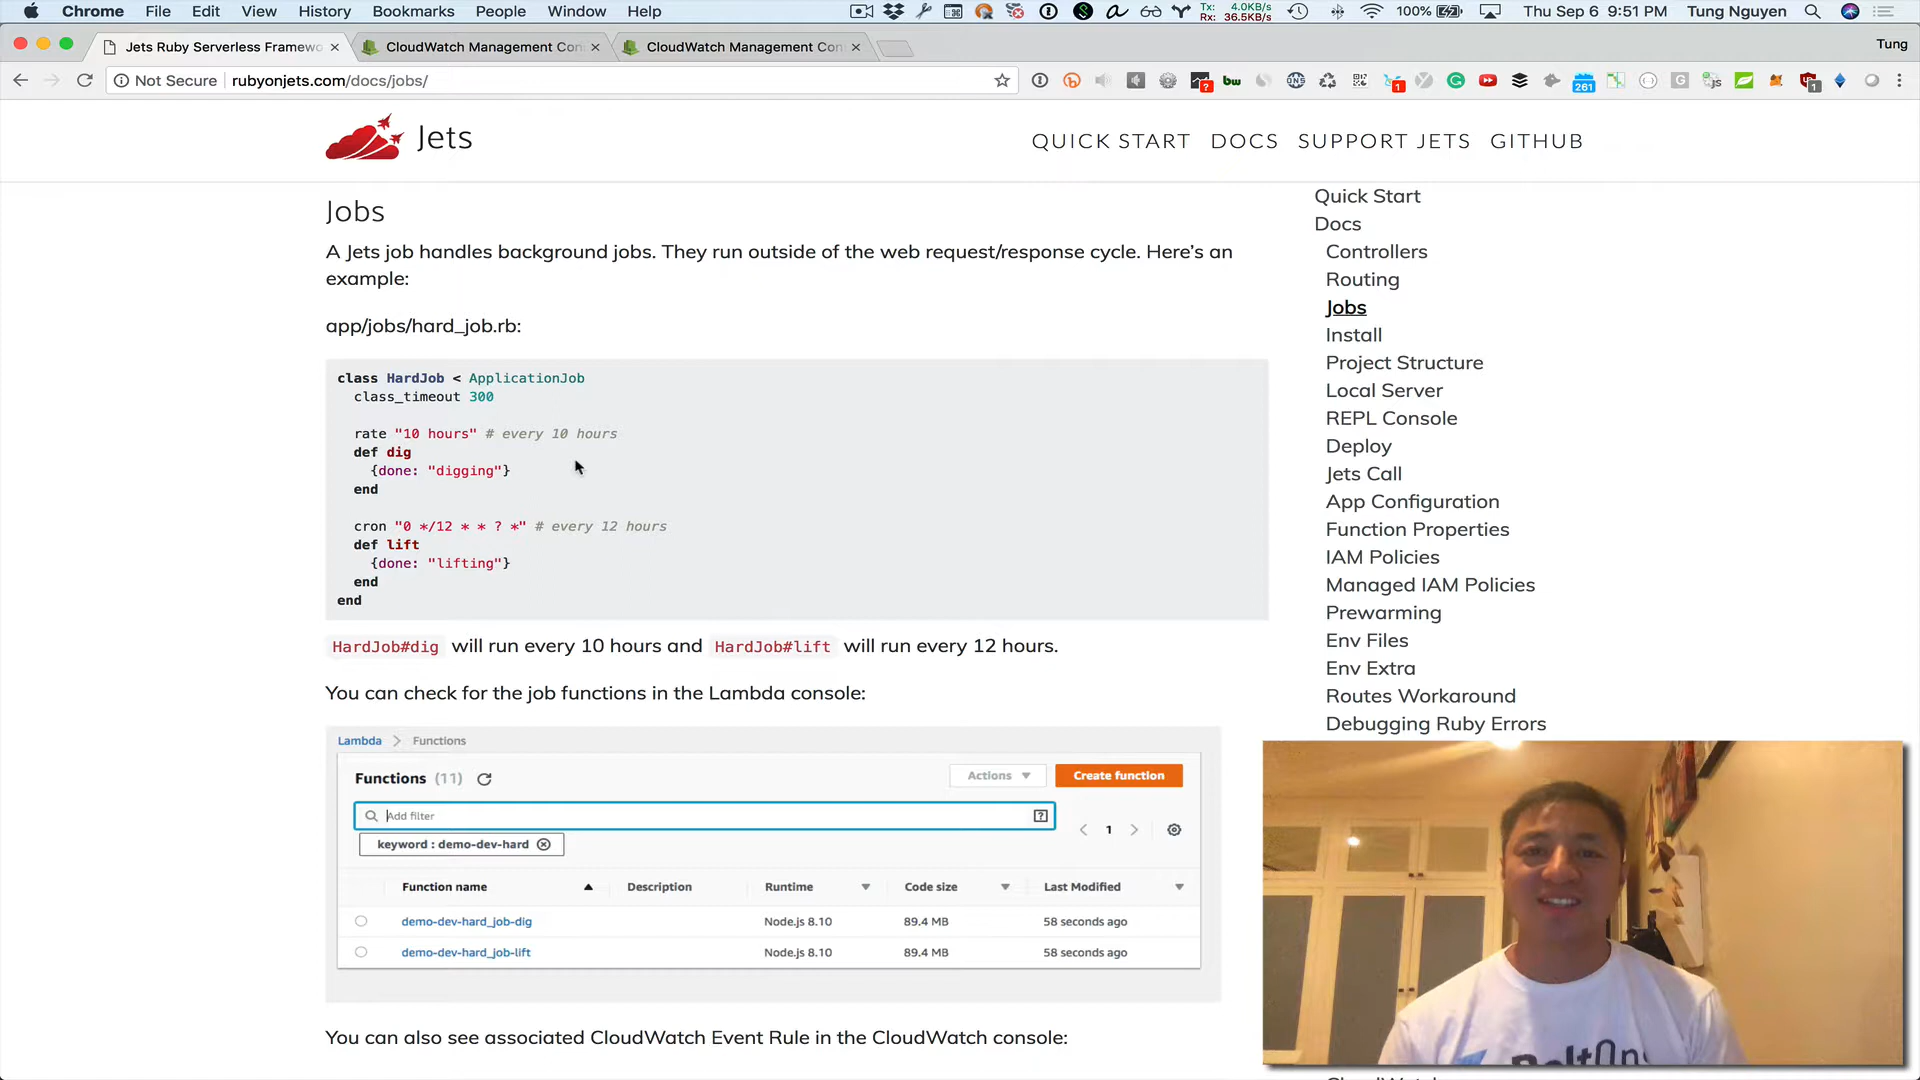 Chrome File Edit View History Bookmarks People Window Help
Tx: 4.0KB/s
Rx: 36.5KB/s
100% Thu Sep 6 9:51 PM Tung Nguyen
Jets Ruby Serverless Framewo
CloudWatch Management Con
CloudWatch Management Con
Tung
Not Secure rubyonjets.com/docs/jobs/
Jets
QUICK START DOCS SUPPORT JETS GITHUB
Jobs
A Jets job handles background jobs. They run outside of the web request/response cycle. Here's an
example:
app/jobs/hard_job.rb:
class HardJob < ApplicationJob
class_timeout 300
rate "10 hours" # every 10 hours
def dig
{done: "digging"}
end
cron "0 */12 * * ? *" # every 12 hours
def lift
{done: "lifting"}
end
end
HardJob#dig will run every 10 hours and HardJob#lift will run every 12 hours.
You can check for the job functions in the Lambda console:
Lambda > Functions
Functions (11)
Actions
Create function
Add filter
1
keyword : demo-dev-hard
Function name Description Runtime Code size Last Modified
demo-dev-hard_job-dig Node.js 8.10 89.4 MB 58 seconds ago
demo-dev-hard_job-lift Node.js 8.10 89.4 MB 58 seconds ago
You can also see associated CloudWatch Event Rule in the CloudWatch console:
Quick Start
Docs
Controllers
Routing
Jobs
Install
Project Structure
Local Server
REPL Console
Deploy
Jets Call
App Configuration
Function Properties
IAM Policies
Managed IAM Policies
Prewarming
Env Files
Env Extra
Routes Workaround
Debugging Ruby Errors